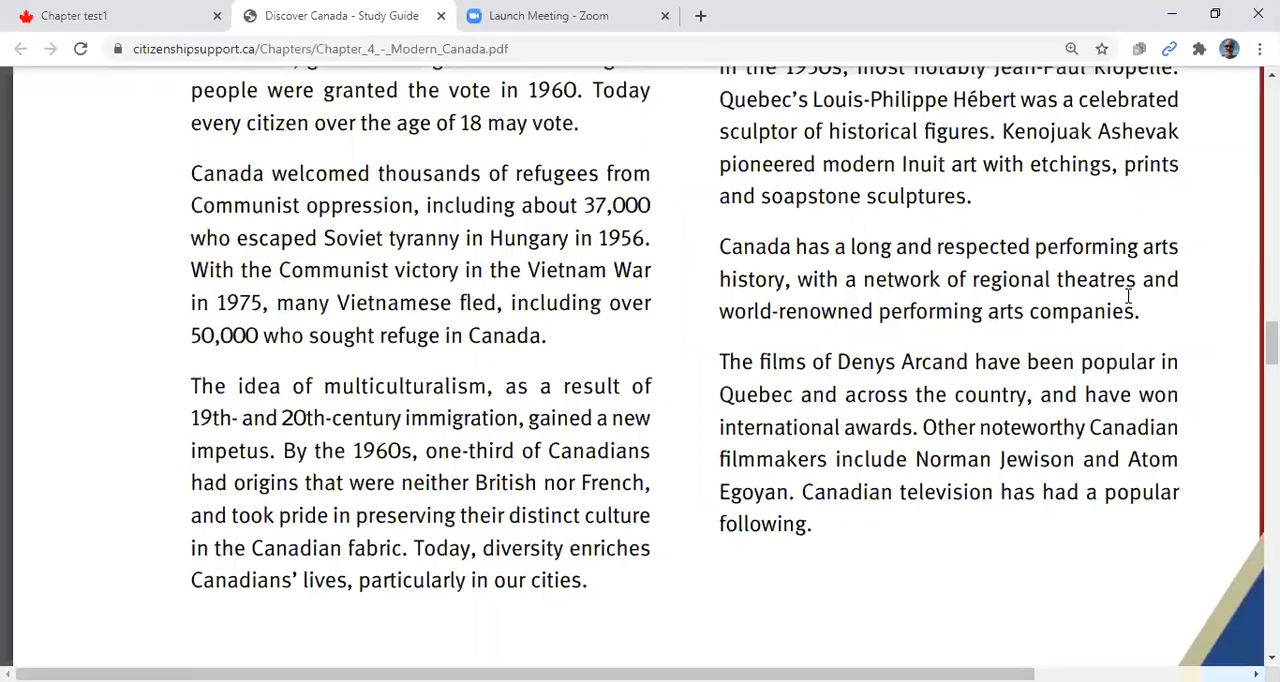 Chapter test1
Discover Canada - Study Guide
Launch Meeting - Zoom
citizenshipsupport.ca/Chapters/Chapter_4_-_Modern_Canada.pdf
people were granted the vote in 1960. Today
every citizen over the age of 18 may vote.
Canada welcomed thousands of refugees from
Communist oppression, including about 37,000
who escaped Soviet tyranny in Hungary in 1956.
With the Communist victory in the Vietnam War
in 1975, many Vietnamese fled, including over
50,000 who sought refuge in Canada.
The idea of multiculturalism, as a result of
19th- and 20th-century immigration, gained a new
impetus. By the 1960s, one-third of Canadians
had origins that were neither British nor French,
and took pride in preserving their distinct culture
in the Canadian fabric. Today, diversity enriches
Canadians' lives, particularly in our cities.
in the 1950s, most notably Jean-Paul Riopelle.
Quebec's Louis-Philippe Hébert was a celebrated
sculptor of historical figures. Kenojuak Ashevak
pioneered modern Inuit art with etchings, prints
and soapstone sculptures.
Canada has a long and respected performing arts
history, with a network of regional theatres and
world-renowned performing arts companies.
The films of Denys Arcand have been popular in
Quebec and across the country, and have won
international awards. Other noteworthy Canadian
filmmakers include Norman Jewison and Atom
Egoyan. Canadian television has had a popular
following.